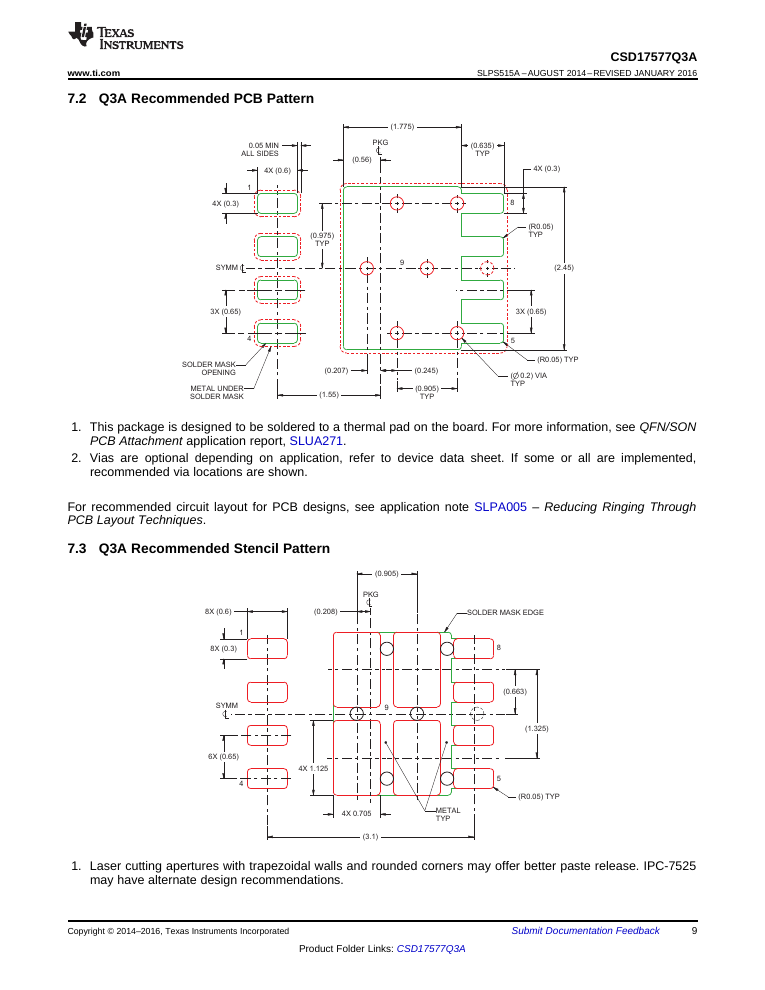 TEXAS
INSTRUMENTS
CSD17577Q3A
www.ti.com
SLPS515A – AUGUST 2014 – REVISED JANUARY 2016
7.2 Q3A Recommended PCB Pattern
(1.775)
0.05 MIN
ALL SIDES
PKG
℄
(0.635)
TYP
(0.56)
4X (0.6)
4X (0.3)
1
4X (0.3)
8
(R0.05)
TYP
(0.975)
TYP
SYMM ℄
9
(2.45)
3X (0.65)
3X (0.65)
4
5
(R0.05) TYP
SOLDER MASK
OPENING
(0.207)
(0.245)
(Ø 0.2) VIA
TYP
METAL UNDER
SOLDER MASK
(1.55)
(0.905)
TYP
1. This package is designed to be soldered to a thermal pad on the board. For more information, see QFN/SON
PCB Attachment application report, SLUA271.
2. Vias are optional depending on application, refer to device data sheet. If some or all are implemented,
recommended via locations are shown.
For recommended circuit layout for PCB designs, see application note SLPA005 – Reducing Ringing Through
PCB Layout Techniques.
7.3 Q3A Recommended Stencil Pattern
(0.905)
PKG
℄
8X (0.6)
(0.208)
SOLDER MASK EDGE
1
8X (0.3)
8
(0.663)
SYMM
℄
9
(1.325)
6X (0.65)
4X 1.125
4
5
(R0.05) TYP
4X 0.705
METAL
TYP
(3.1)
1. Laser cutting apertures with trapezoidal walls and rounded corners may offer better paste release. IPC-7525
may have alternate design recommendations.
Copyright © 2014–2016, Texas Instruments Incorporated
Submit Documentation Feedback
9
Product Folder Links: CSD17577Q3A